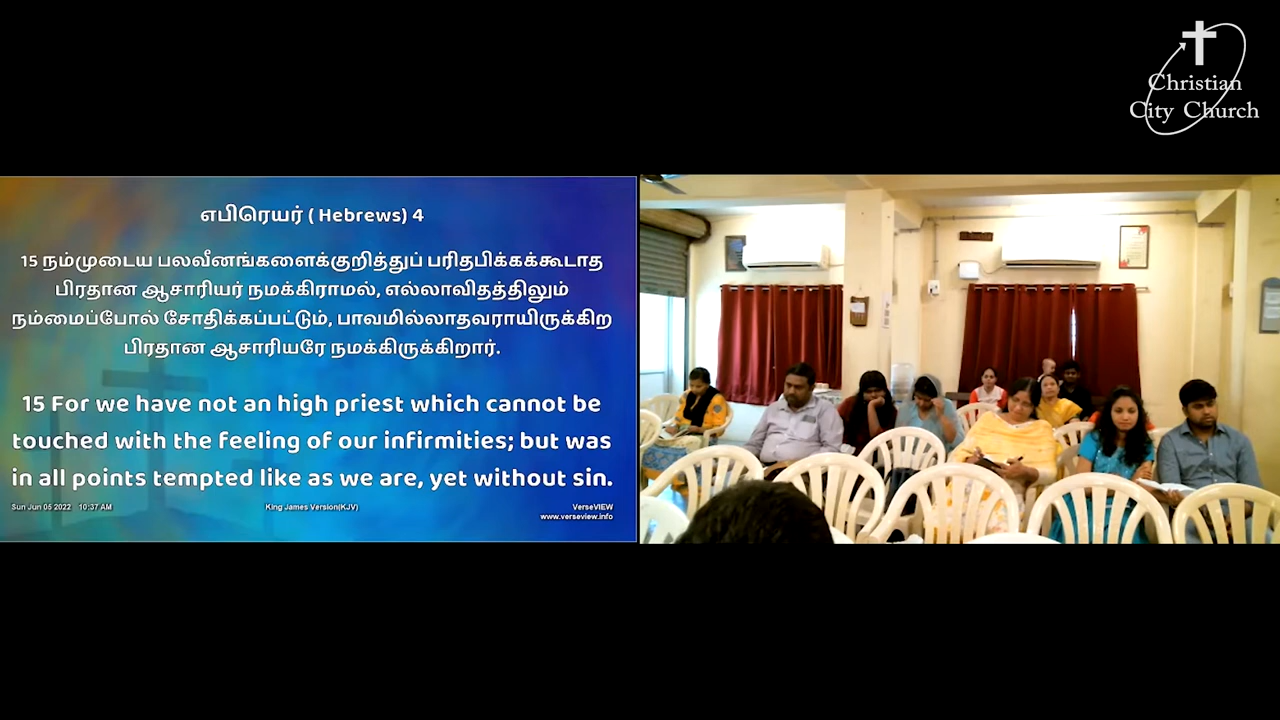 Christian
City Church
எபிரெயர் ( Hebrews) 4
15 நம்முடைய பலவீனங்களைக்குறித்துப் பரிதபிக்கக்கூடாத
பிரதான ஆசாரியர் நமக்கிராமல், எல்லாவிதத்திலும்
நம்மைப்போல் சோதிக்கப்பட்டும், பாவமில்லாதவராயிருக்கிற
பிரதான ஆசாரியரே நமக்கிருக்கிறார்.
15 For we have not an high priest which cannot be
touched with the feeling of our infirmities; but was
in all points tempted like as we are, yet without sin.
Sun Jun 05 2022 10:37 AM King James Version(KJV) VerseVIEW
www.verseview.info